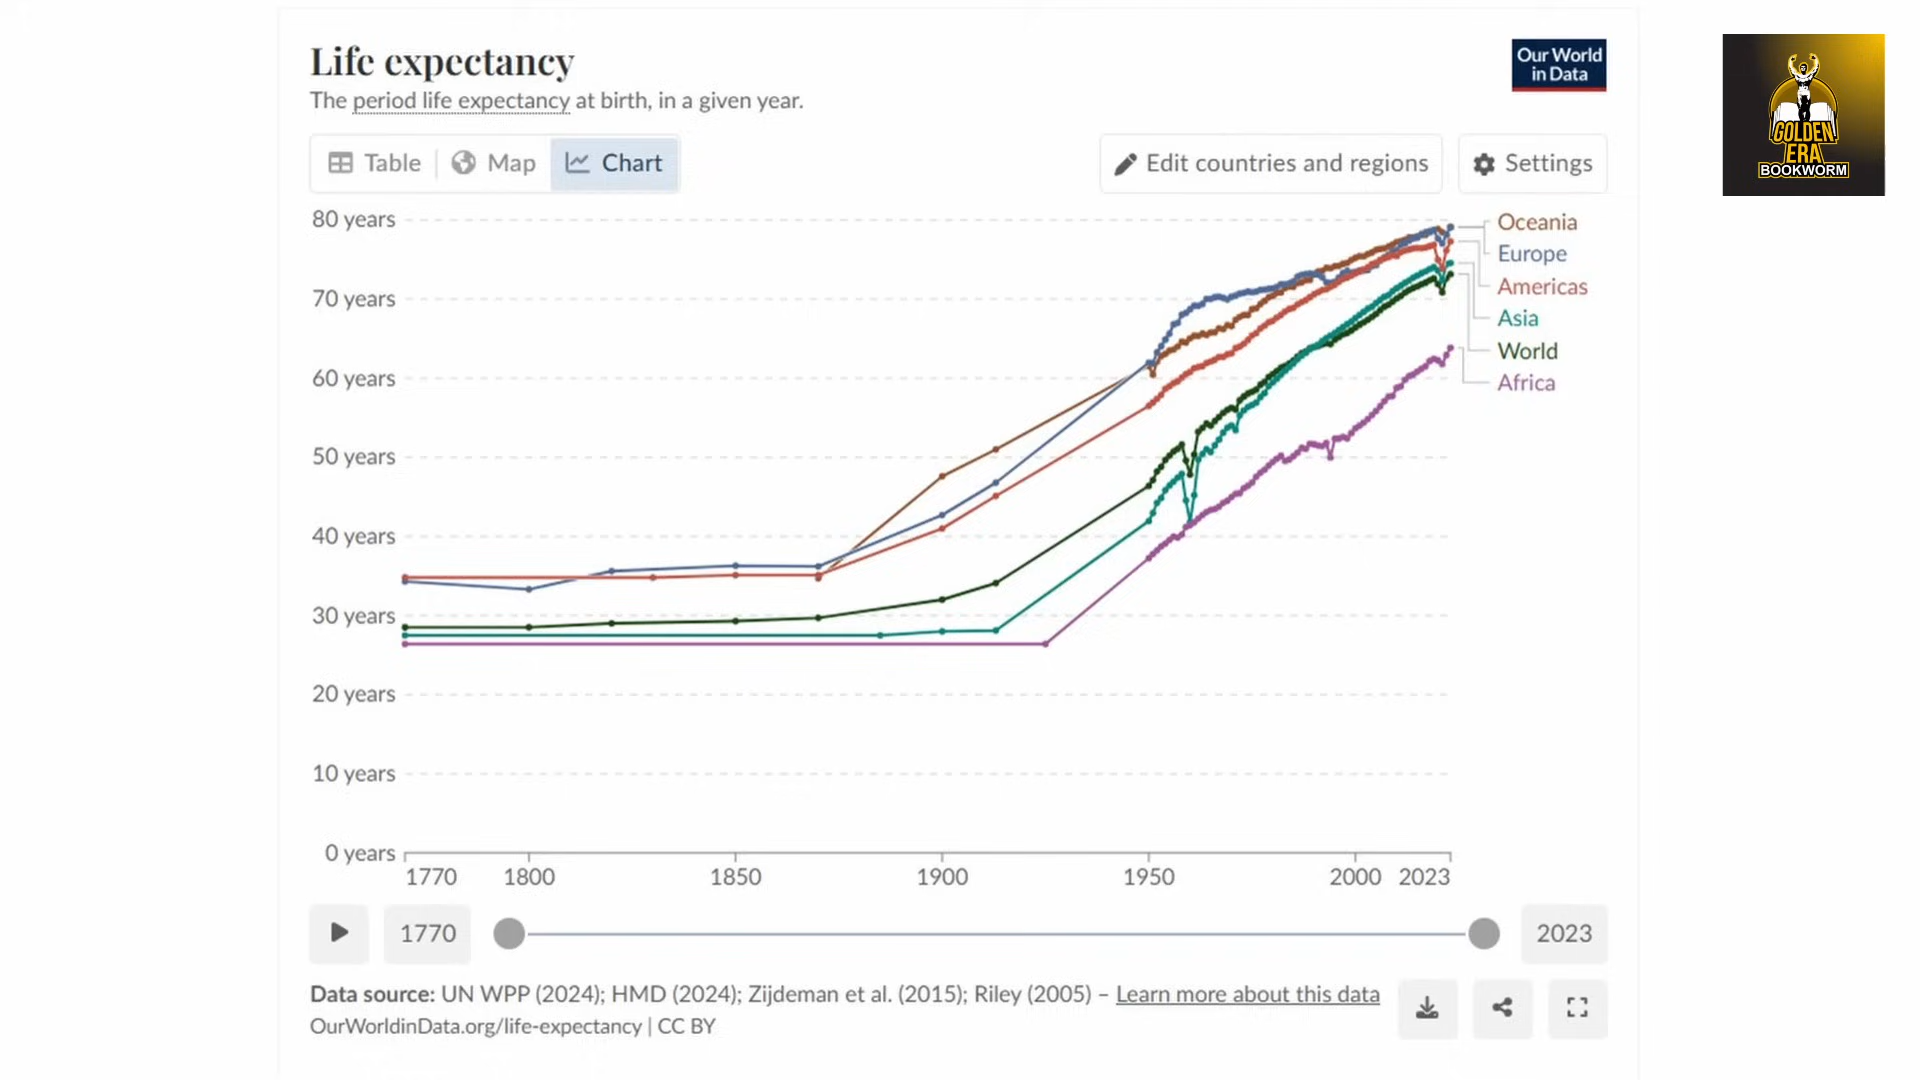 Life expectancy
The period life expectancy at birth, in a given year.
Our World
in Data
GOLDEN
ERA
BOOKWORM
Table
Map
Chart
Edit countries and regions
Settings
80 years
70 years
60 years
50 years
40 years
30 years
20 years
10 years
0 years
Oceania
Europe
Americas
Asia
World
Africa
1770 1800 1850 1900 1950 2000 2023
1770
2023
Data source: UN WPP (2024); HMD (2024); Zijdeman et al. (2015); Riley (2005) – Learn more about this data
OurWorldinData.org/life-expectancy | CC BY